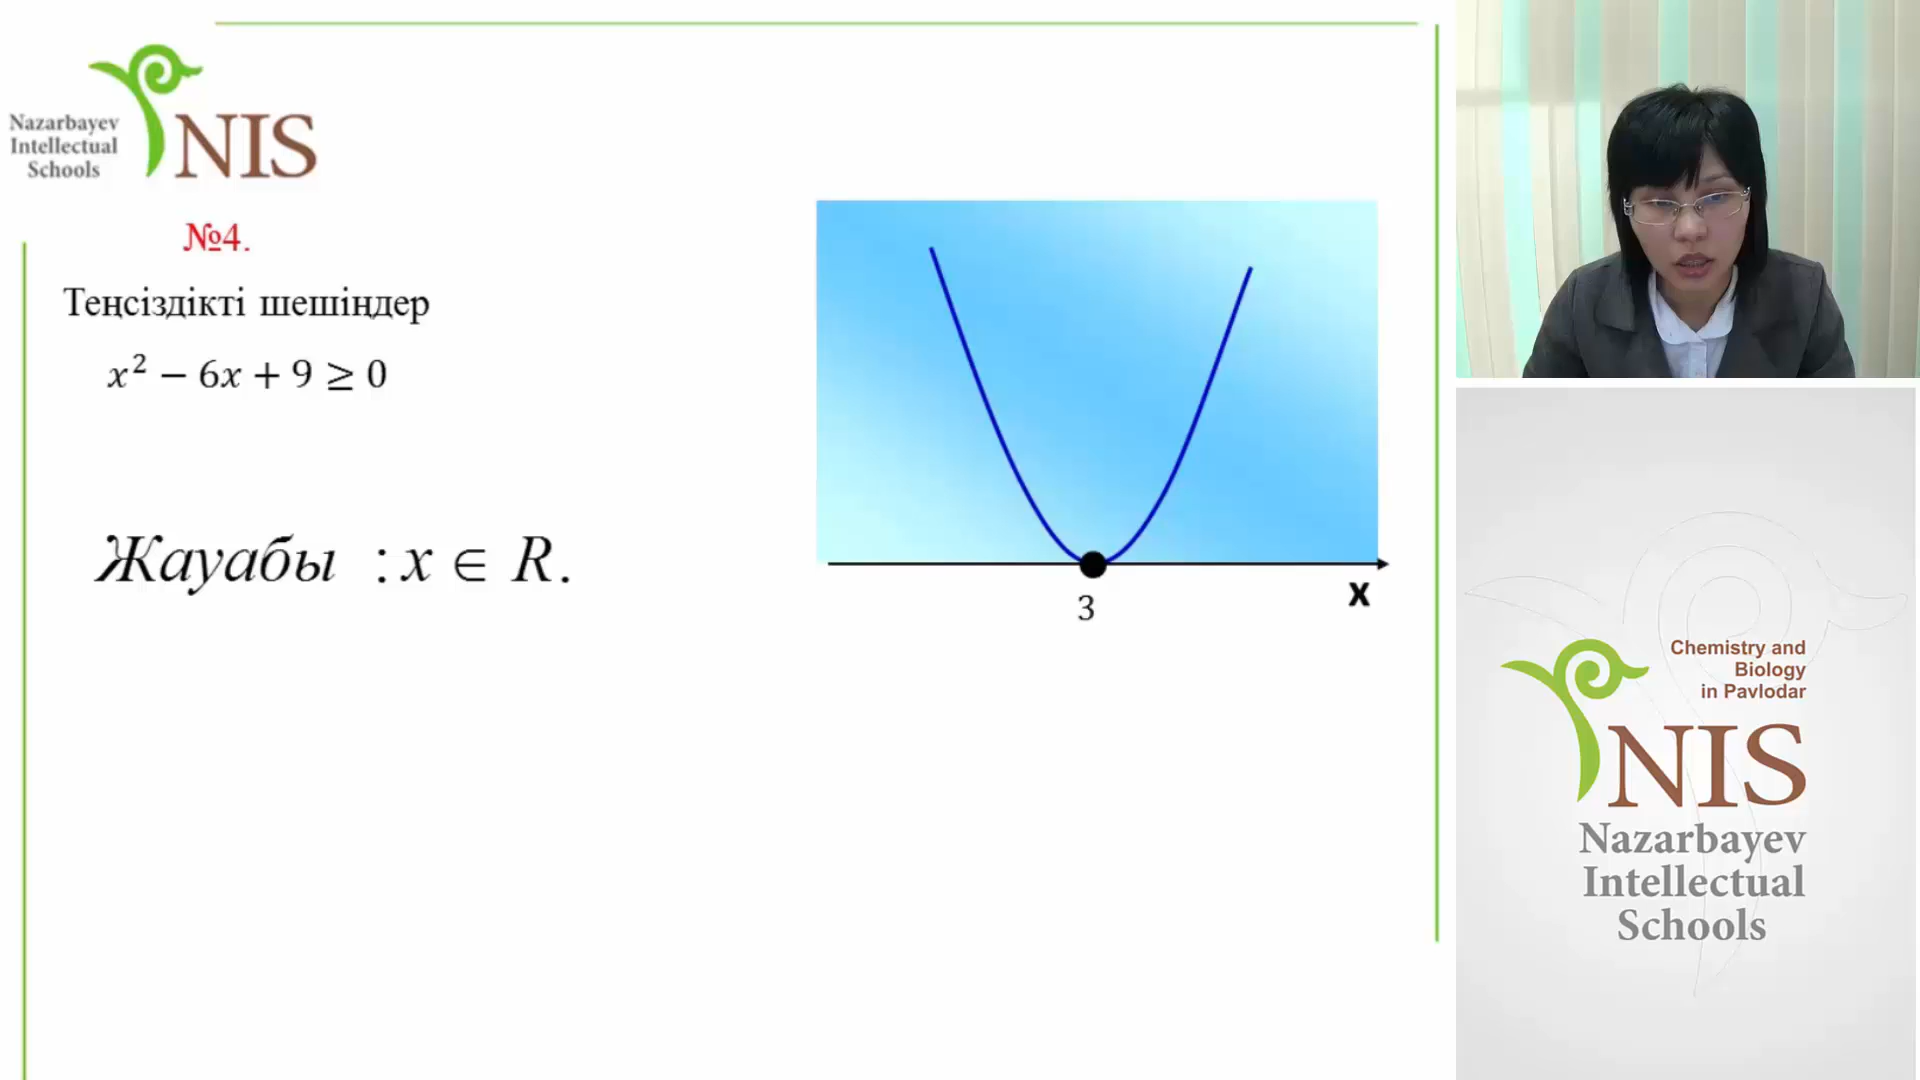 Nazarbayev
Intellectual
Schools
NIS
№4.
Теңсіздікті шешіңдер
x² − 6x + 9 ≥ 0
Жауабы : x ∈ R.
3
X
Chemistry and
Biology
in Pavlodar
NIS
Nazarbayev
Intellectual
Schools